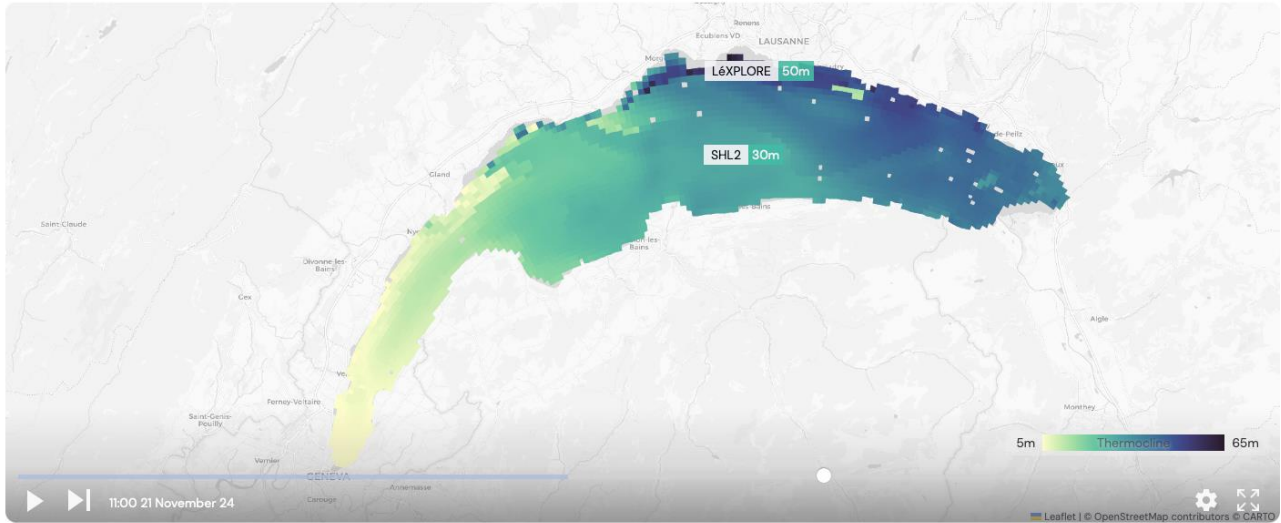 Renens
Ecublens VD
LAUSANNE
LéXPLORE 50m
SHL2 30m
Gland
Saint-Claude
Divonne-les-
Bains
Gex
Aigle
Ferney-Voltaire
Saint-Genis-
Pouilly
Monthey
5m Thermocline 65m
Vernier
GENEVA
Annemasse
Carouge
11:00 21 November 24
Leaflet | © OpenStreetMap contributors © CARTO